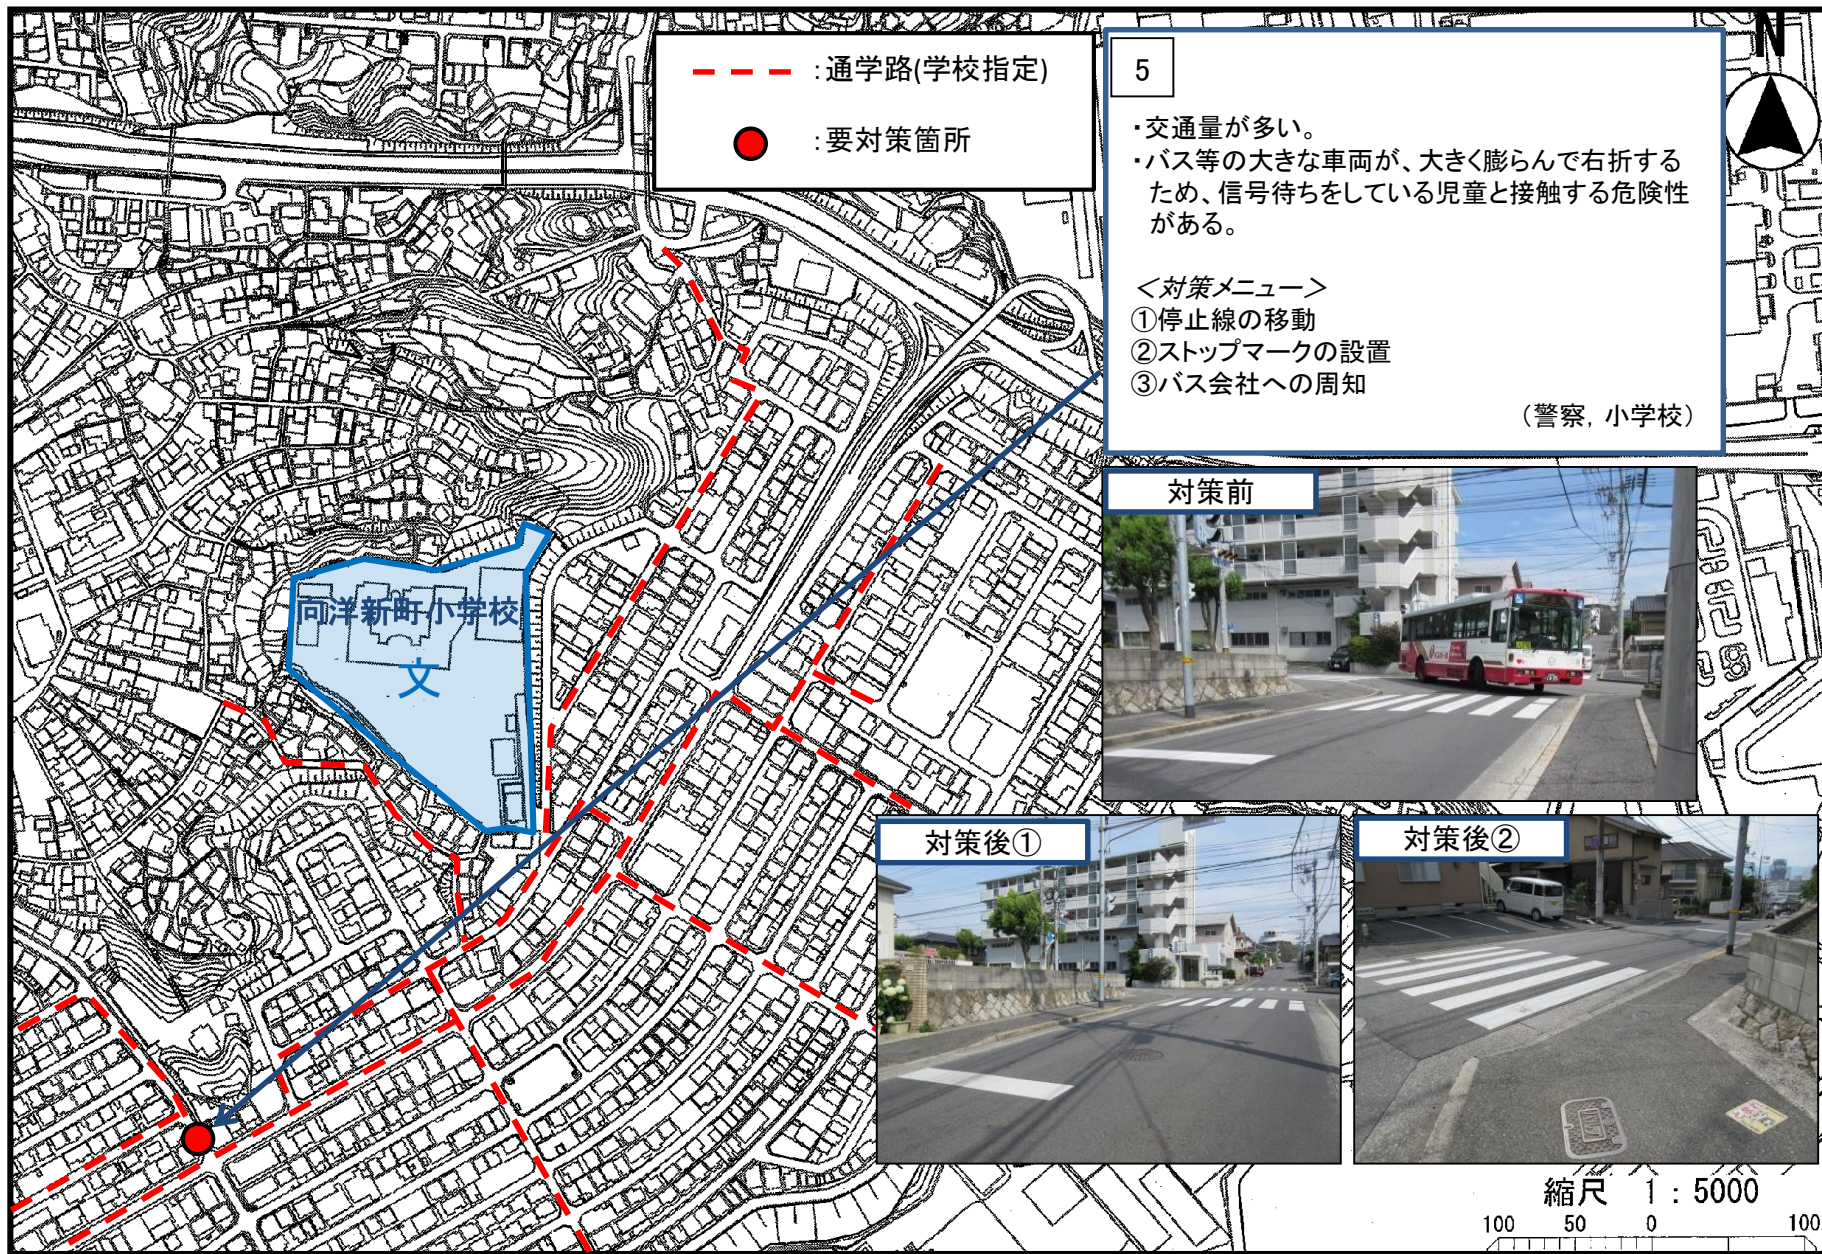 :通学路(学校指定)
:要対策箇所
5
・交通量が多い。
・バス等の大きな車両が、大きく膨らんで右折する
ため、信号待ちをしている児童と接触する危険性
がある。
＜対策メニュー＞
①停止線の移動
②ストップマークの設置
③バス会社への周知
（警察, 小学校）
N
対策前
向洋新町小学校
文
対策後①
対策後②
縮尺 1:5000
100 50 0 100